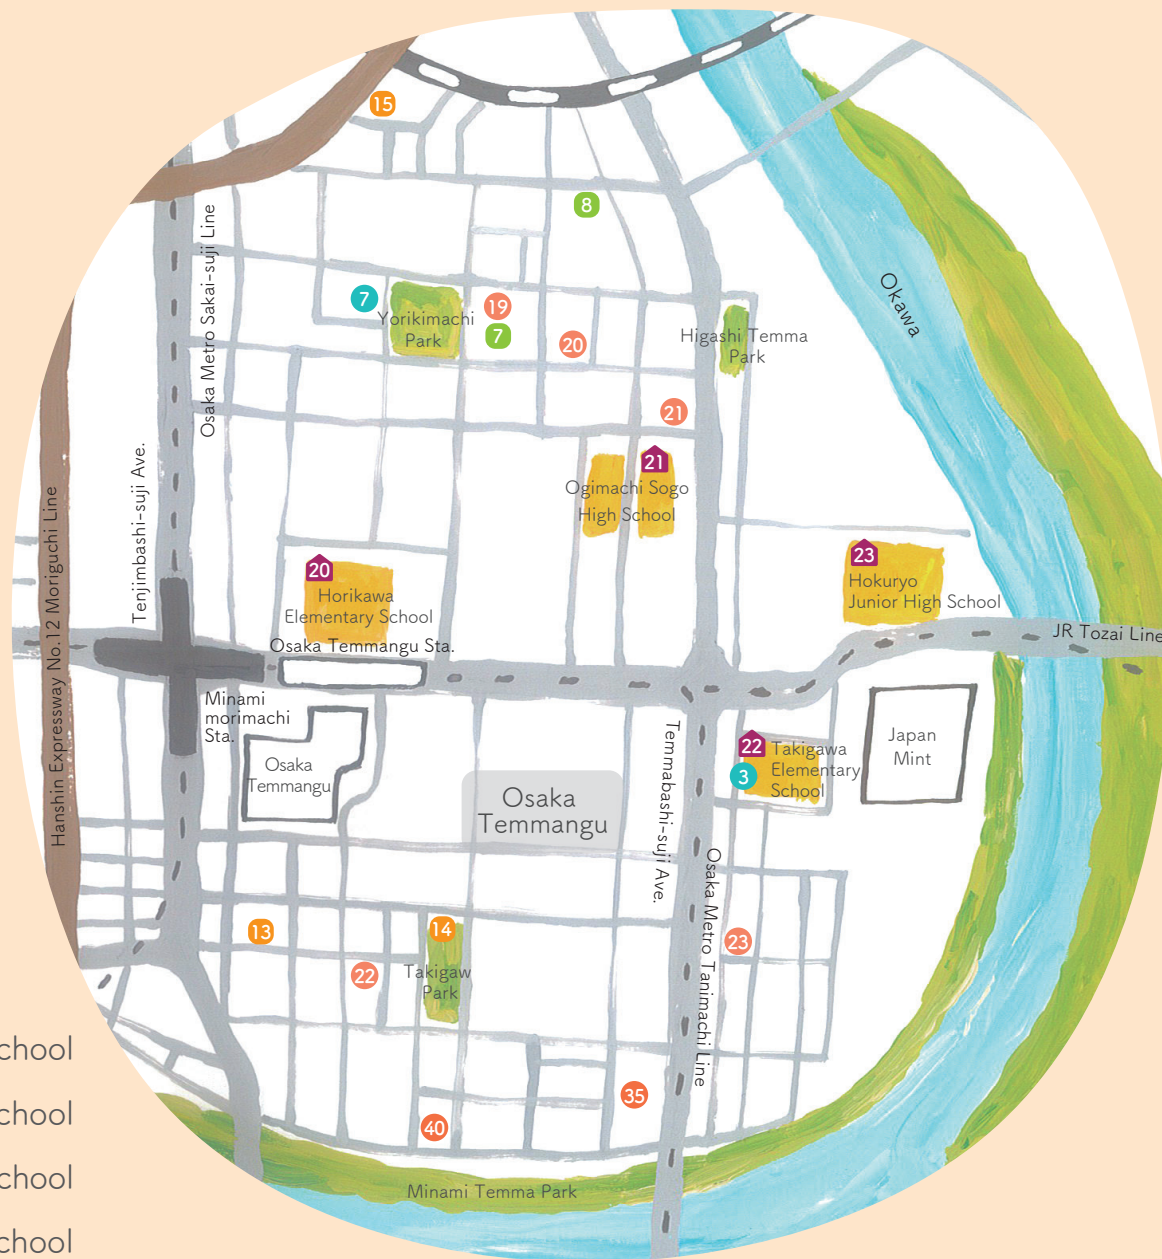 15
8
Osaka Metro Sakai-suji Line
Okawa
7
Yorikimachi
Park
19
7
20
Higashi Temma
Park
21
Tenjimbashi-suji Ave.
21
Ogimachi Sogo
High School
Hanshin Expressway No.12 Moriguchi Line
20
Horikawa
Elementary School
23
Hokuryo
Junior High School
JR Tozai Line
Osaka Temmangu Sta.
Minami
morimachi
Sta.
Osaka
Temmangu
Temmabashi-suji Ave.
22
Takigawa
Elementary
School
3
Japan
Mint
Osaka
Temmangu
Osaka Metro Tanimachi Line
13
14
22
Takigaw
Park
23
chool
chool
chool
chool
35
40
Minami Temma Park